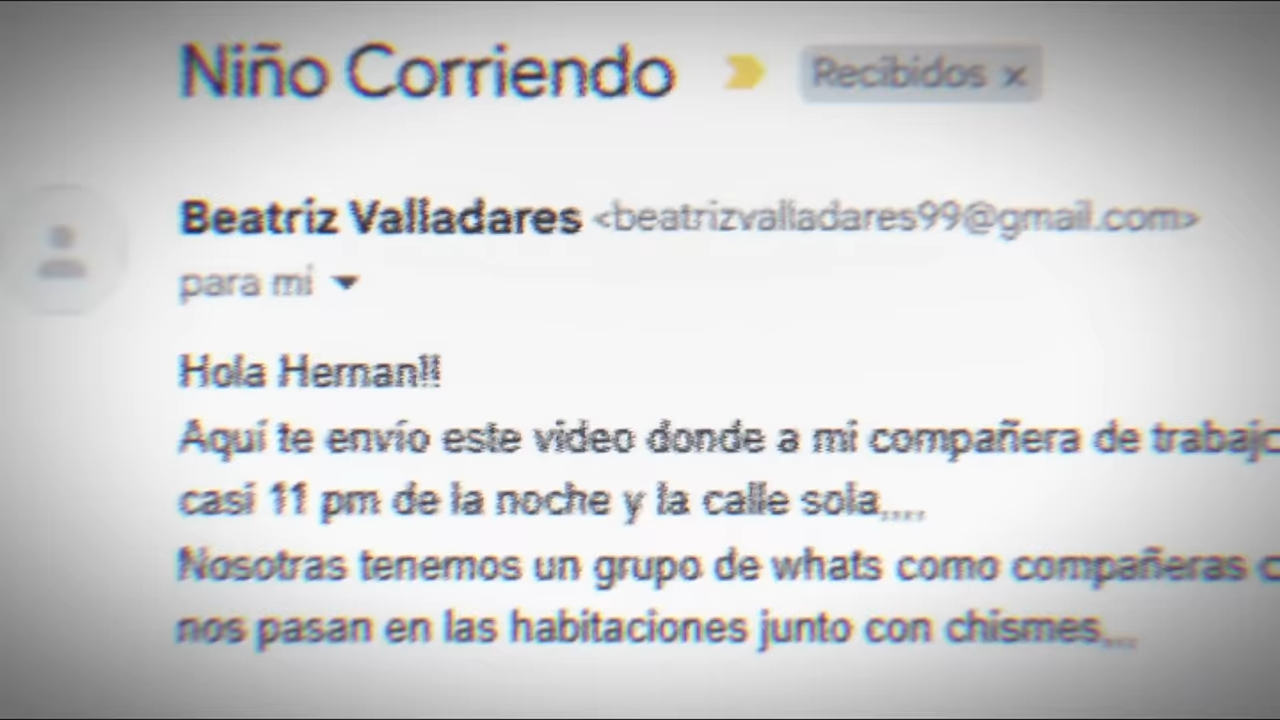 Niño Corriendo
Recibidos x
Beatriz Valladares <beatrizvalladares99@gmail.com>
para mí
Hola Hernan!!
Aquí te envío este video donde a mi compañera de trabajo
casi 11 pm de la noche y la calle sola,...
Nosotras tenemos un grupo de whats como compañeras
nos pasan en las habitaciones junto con chismes,...